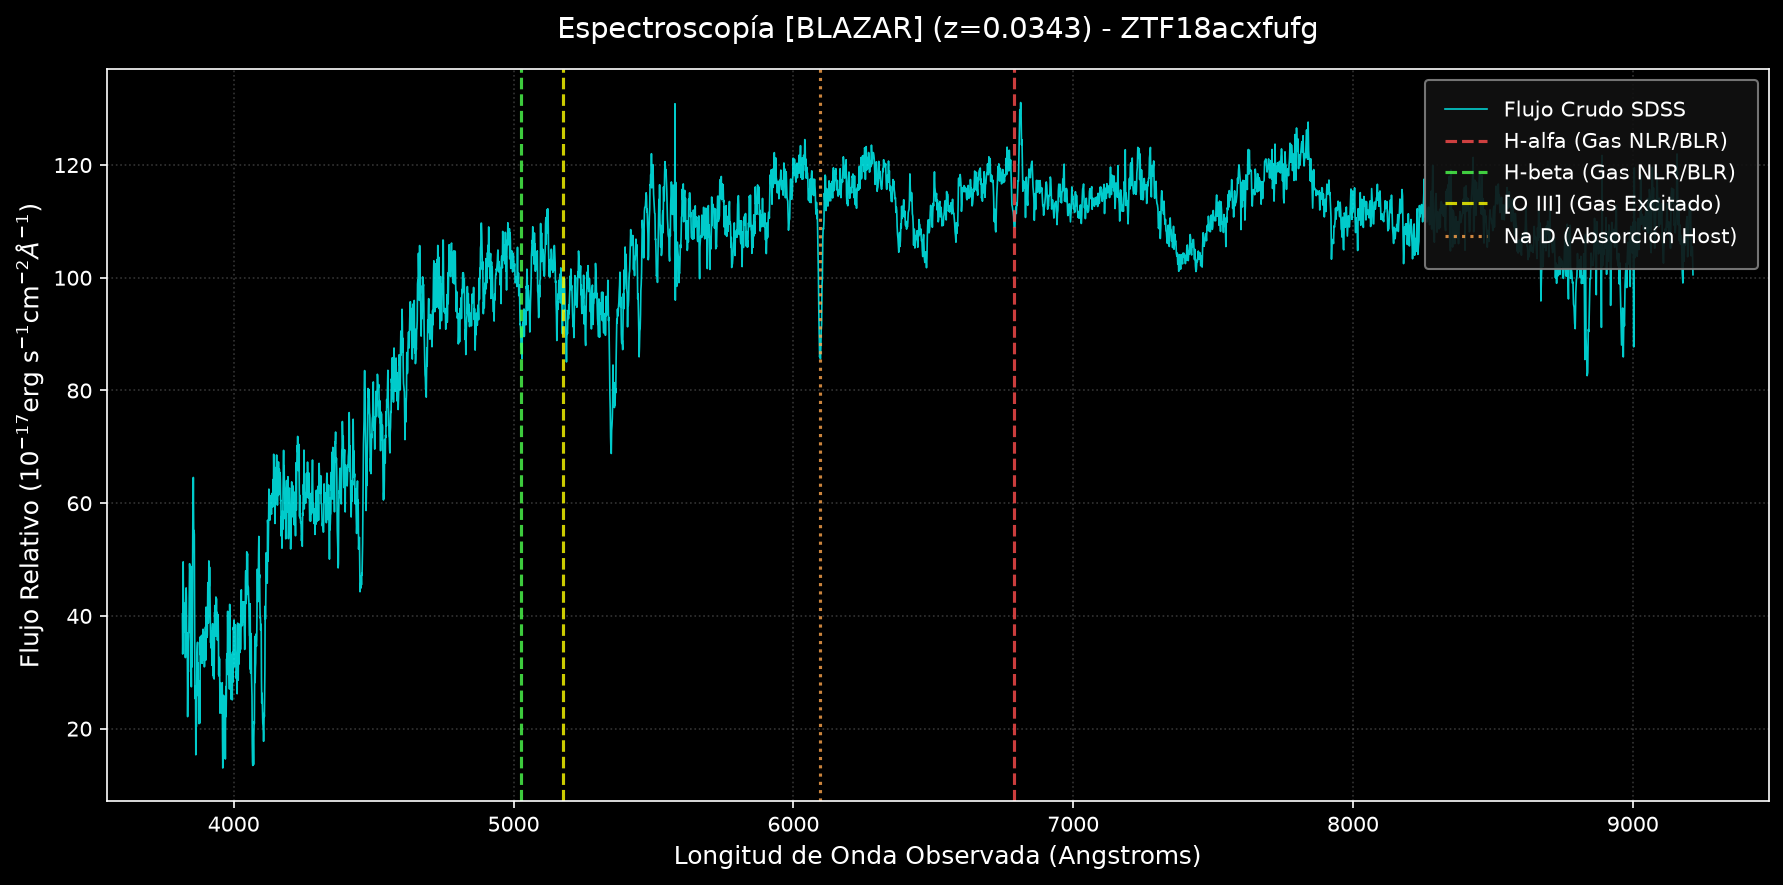 Espectroscopía [BLAZAR] (z=0.0343) - ZTF18acxfufg
Flujo Crudo SDSS
H-alfa (Gas NLR/BLR)
H-beta (Gas NLR/BLR)
[O III] (Gas Excitado)
Na D (Absorción Host)
Flujo Relativo (10⁻¹⁷erg s⁻¹cm⁻²Å⁻¹)
120
100
80
60
40
20
4000 5000 6000 7000 8000 9000
Longitud de Onda Observada (Angstroms)